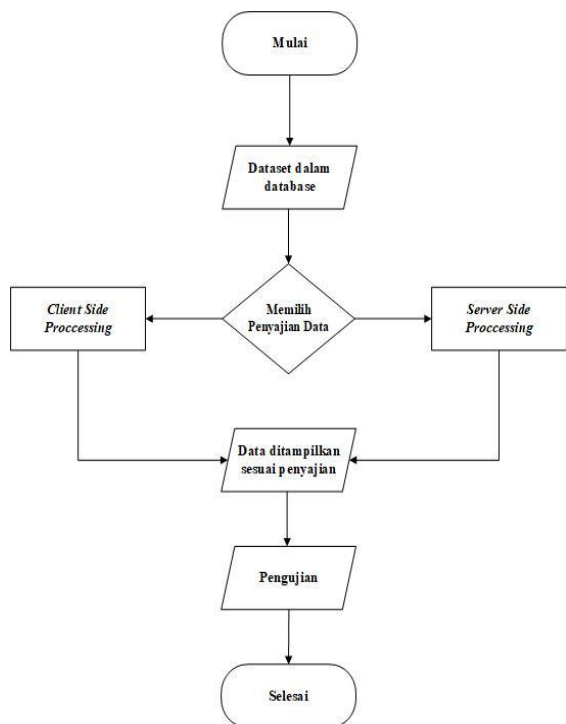 Mulai
Dataset dalam
database
Client Side
Proccessing
Memilih
Penyajian Data
Server Side
Proccessing
Data ditampilkan
sesuai penyajian
Pengujian
Selesai